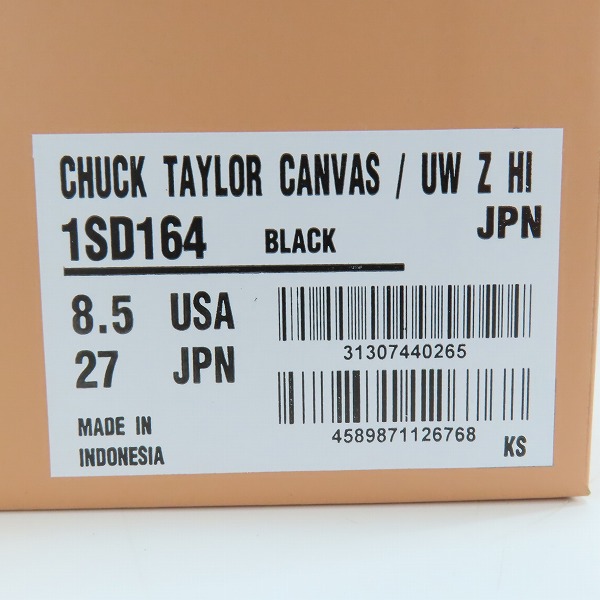 CHUCK TAYLOR CANVAS / UW Z HI
1SD164 BLACK JPN
8.5 USA
27 JPN
31307440265
MADE IN
INDONESIA
4589871126768
KS